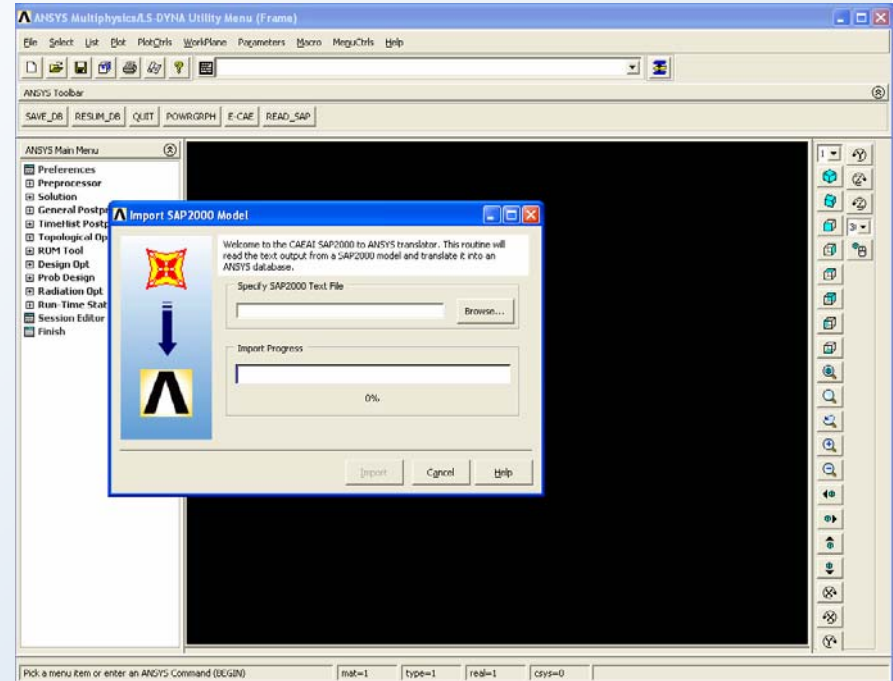 ANSYS Multiphysics/LS-DYNA Utility Menu (Frame)
File Select List Plot PlotCtrls WorkPlane Parameters Macro MenuCtrls Help
ANSYS Toolbar
SAVE_DB RESUM_DB QUIT POWRGRPH E-CAE READ_SAP
ANSYS Main Menu
Preferences
Preprocessor
Solution
General Postp
TimeHist Postp
Topological Op
ROM Tool
Design Opt
Prob Design
Radiation Opt
Run-Time Stat
Session Editor
Finish
Import SAP2000 Model
Welcome to the CAEAI SAP2000 to ANSYS translator. This routine will
read the text output from a SAP2000 model and translate it into an
ANSYS database.
Specify SAP2000 Text File
Browse...
Import Progress
0%
Import Cancel Help
1
3
Pick a menu item or enter an ANSYS Command (BEGIN) mat=1 type=1 real=1 csys=0